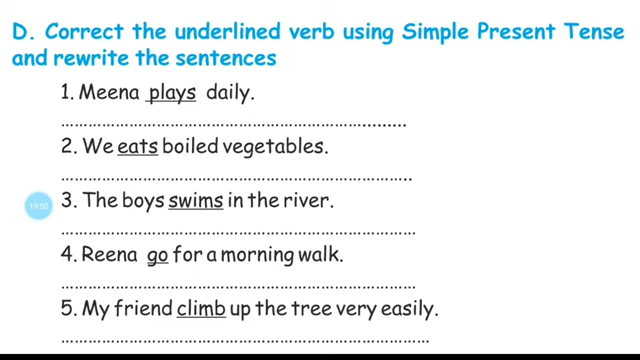 D. Correct the underlined verb using Simple Present Tense
and rewrite the sentences
1. Meena plays daily.
..................................................................
2. We eats boiled vegetables.
..................................................................
19:50
3. The boys swims in the river.
..................................................................
4. Reena go for a morning walk.
..................................................................
5. My friend climb up the tree very easily.
..................................................................